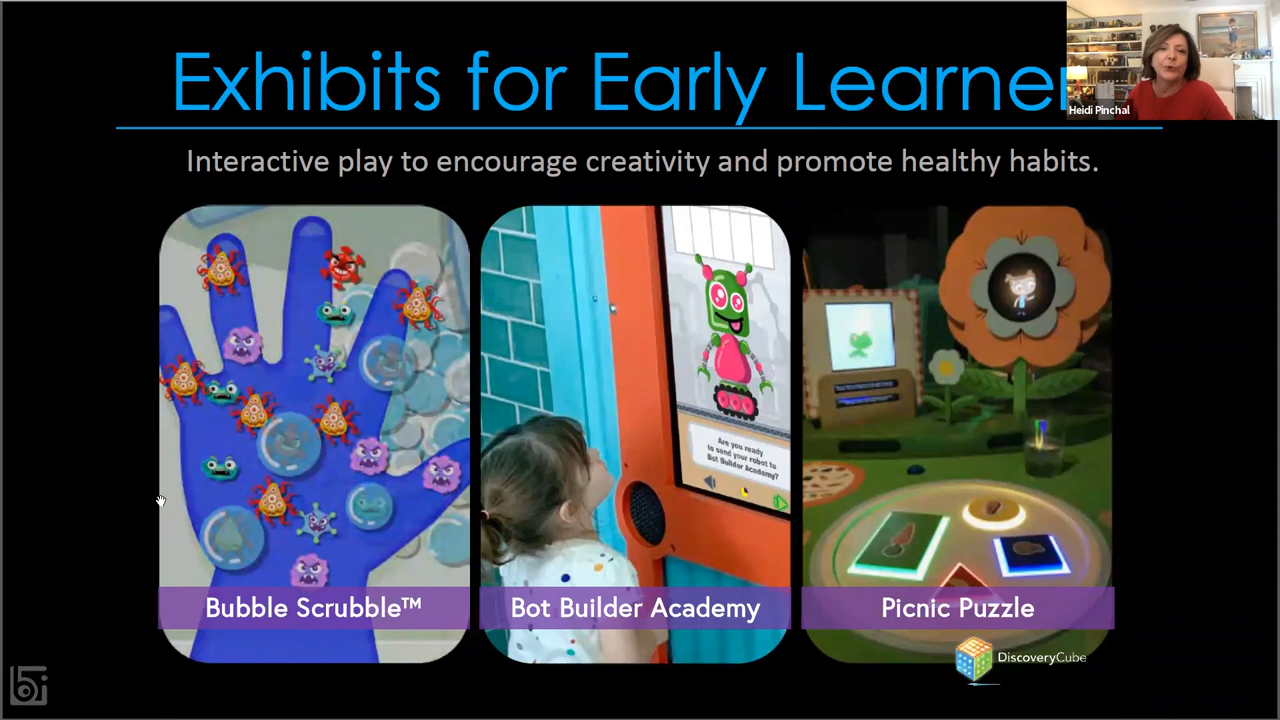 Exhibits for Early Learner
Heidi Pinchal
Interactive play to encourage creativity and promote healthy habits.
Are you ready
to send your robot to
Bot Builder Academy?
Bubble Scrubble™
Bot Builder Academy
Picnic Puzzle
DiscoveryCube